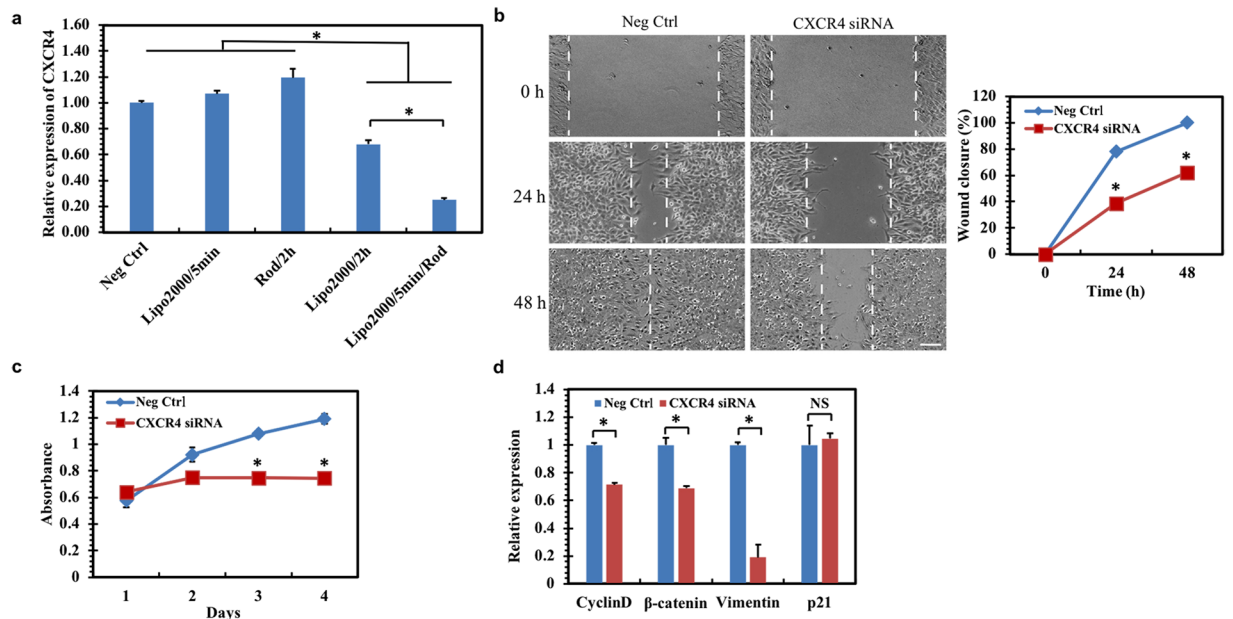 a
Relative expression of CXCR4
1.60
1.40
1.20
1.00
0.80
0.60
0.40
0.20
0.00
*
*
Neg Ctrl
Lipo2000/5min
Rod/2h
Lipo2000/2h
Lipo2000/5min/Rod
b
Neg Ctrl
CXCR4 siRNA
0 h
24 h
48 h
Wound closure (%)
120
100
80
60
40
20
0
Neg Ctrl
CXCR4 siRNA
*
*
0
24
48
Time (h)
c
Absorbance
1.4
1.2
1
0.8
0.6
0.4
0.2
0
Neg Ctrl
CXCR4 siRNA
*
*
1
2
3
4
Days
d
Relative expression
1.4
1.2
1
0.8
0.6
0.4
0.2
0
Neg Ctrl
CXCR4 siRNA
*
*
*
NS
CyclinD
β-catenin
Vimentin
p21